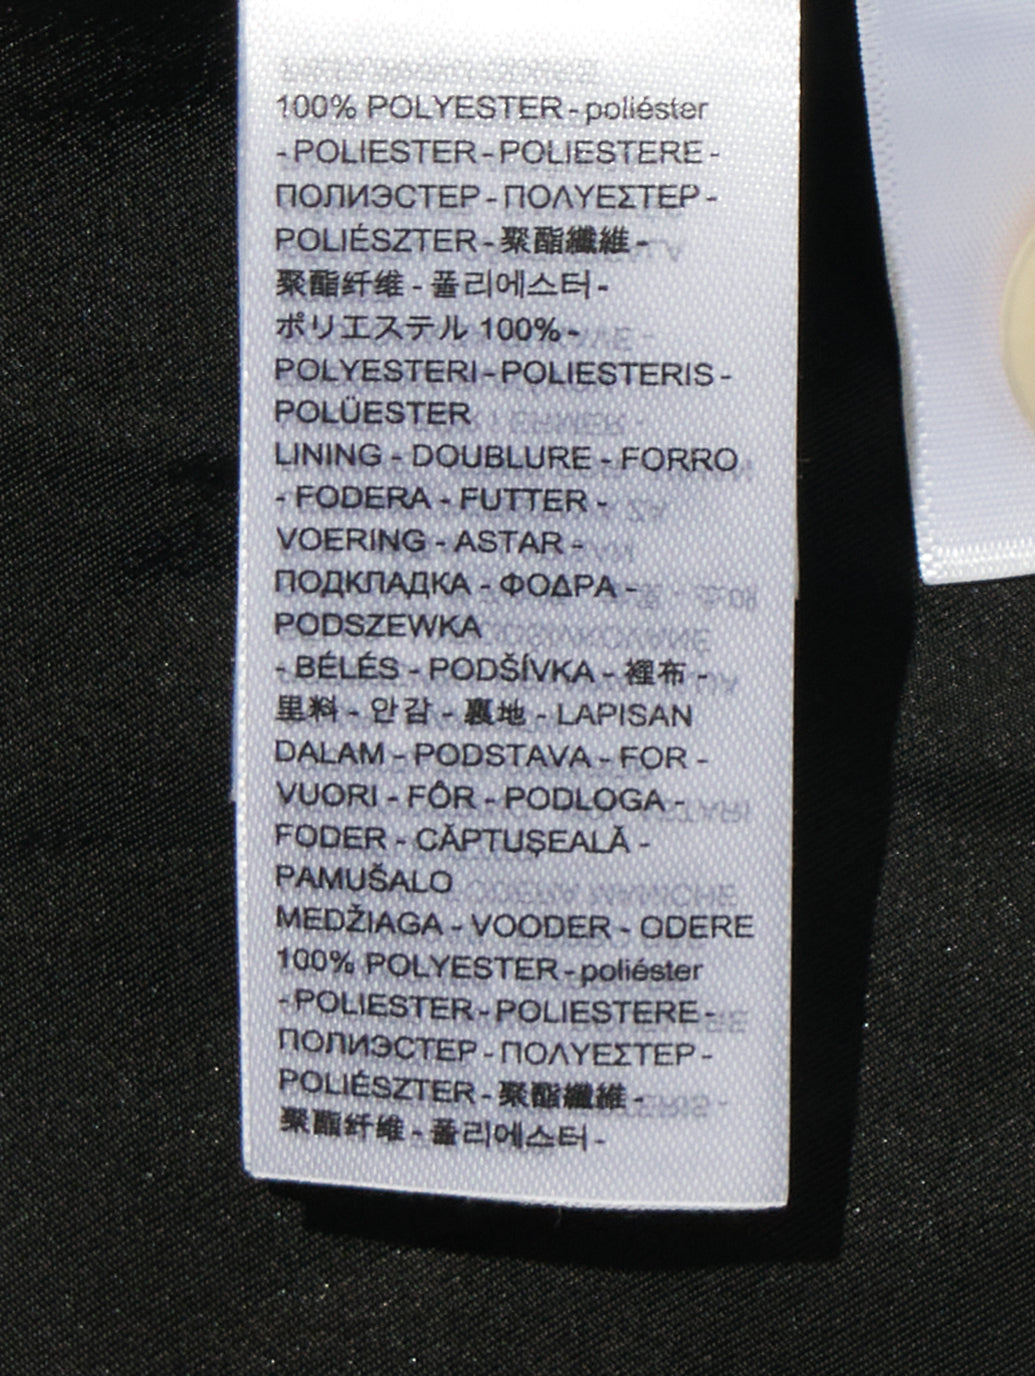 100% POLYESTER - poliéster
- POLIESTER - POLIESTERE -
ПОЛИЭСТЕР - ΠΟΛΥΕΣΤΕΡ -
POLIÉSZTER - 聚酯纖維 -
聚酯纤维 - 폴리에스터 -
ポリエステル 100% -
POLYESTERI - POLIESTERIS -
POLÜESTER
LINING - DOUBLURE - FORRO
- FODERA - FUTTER -
VOERING - ASTAR -
ПОДКЛАДКА - ΦΟΔΡΑ -
PODSZEWKA
- BÉLÉS - PODŠÍVKA - 裡布 -
里料 - 안감 - 裏地 - LAPISAN
DALAM - PODSTAVA - FOR -
VUORI - FÔR - PODLOGA -
FODER - CĂPTUȘEALĂ -
PAMUŠALO
MEDŽIAGA - VOODER - ODERE
100% POLYESTER - poliéster
- POLIESTER - POLIESTERE -
ПОЛИЭСТЕР - ΠΟΛΥΕΣΤΕΡ -
POLIÉSZTER - 聚酯纖維 -
聚酯纤维 - 폴리에스터 -